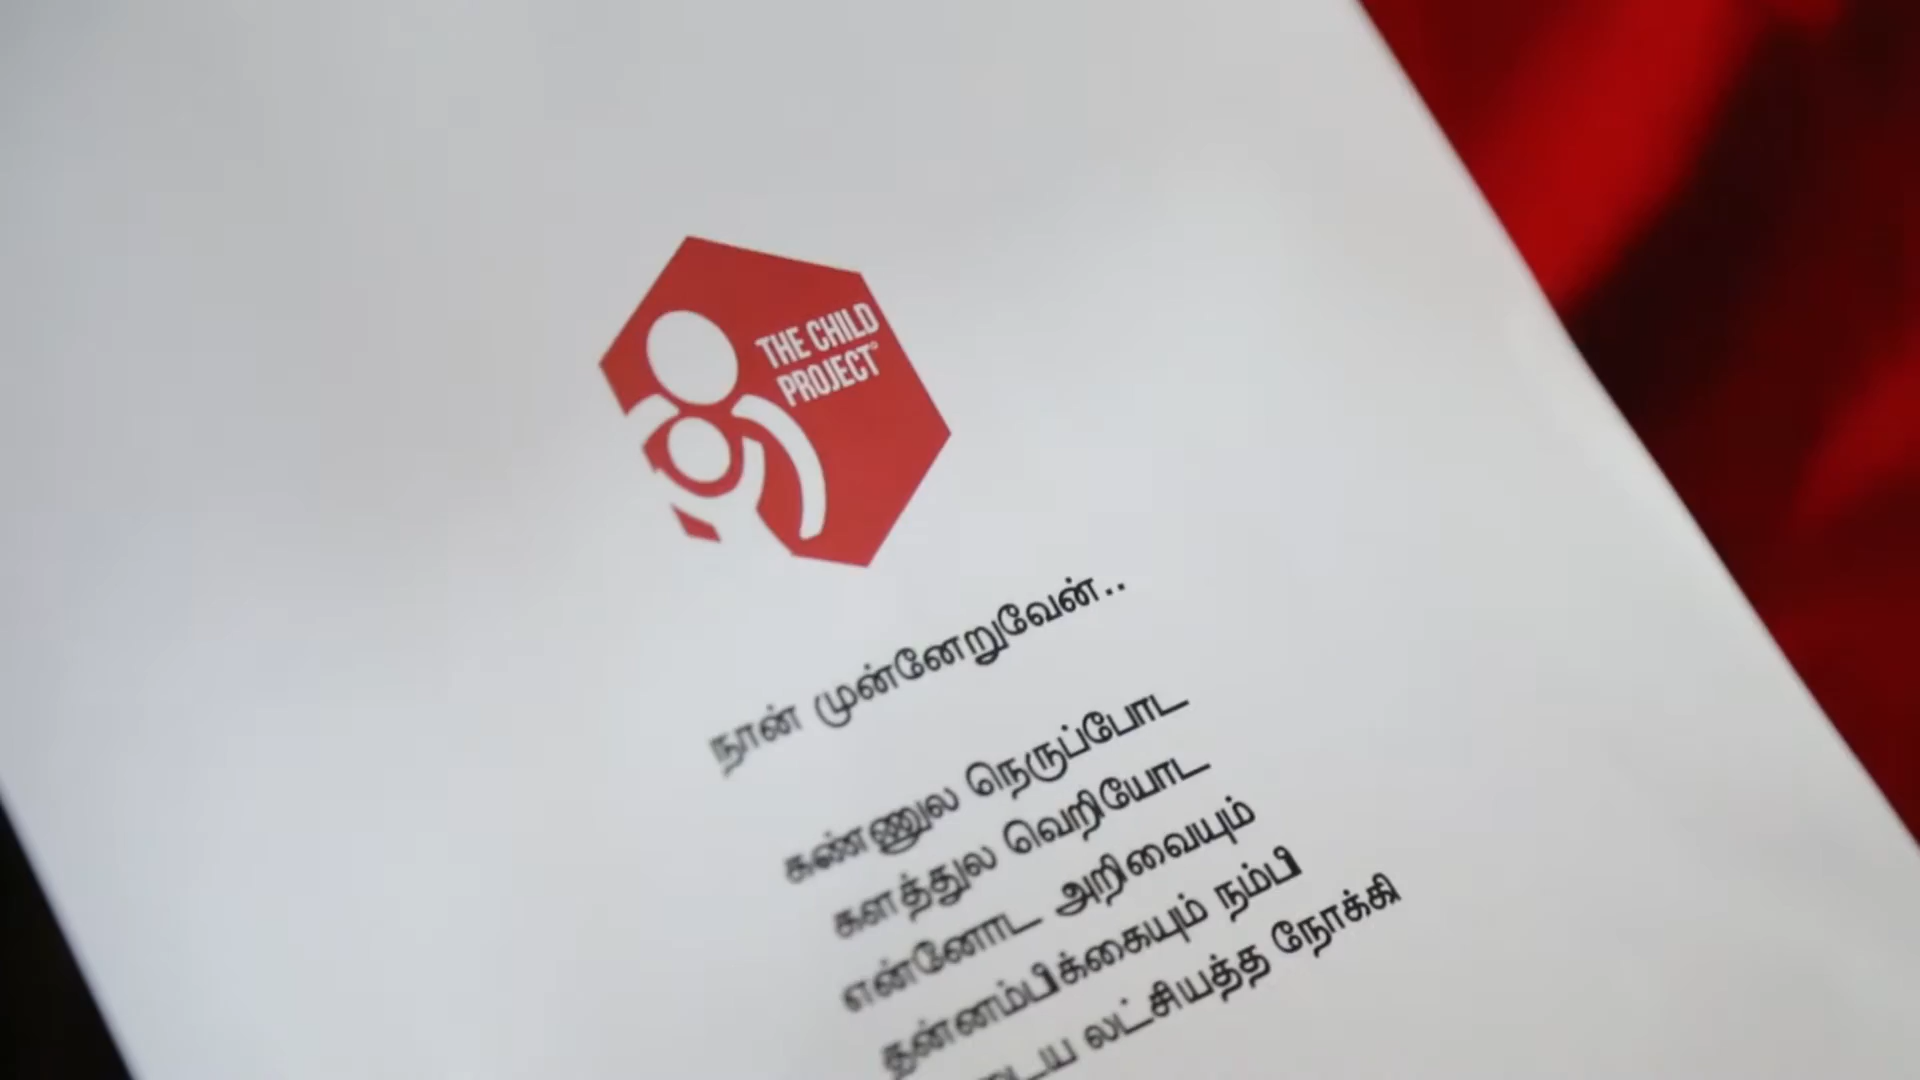 THE CHILD
PROJECT
நான் முன்னேறுவேன்..
கண்ணுல நெருப்போட
களத்துல வெறியோட
என்னோட அறிவையும்
தன்னம்பிக்கையும் நம்பி
லட்சியத்த நோக்கி